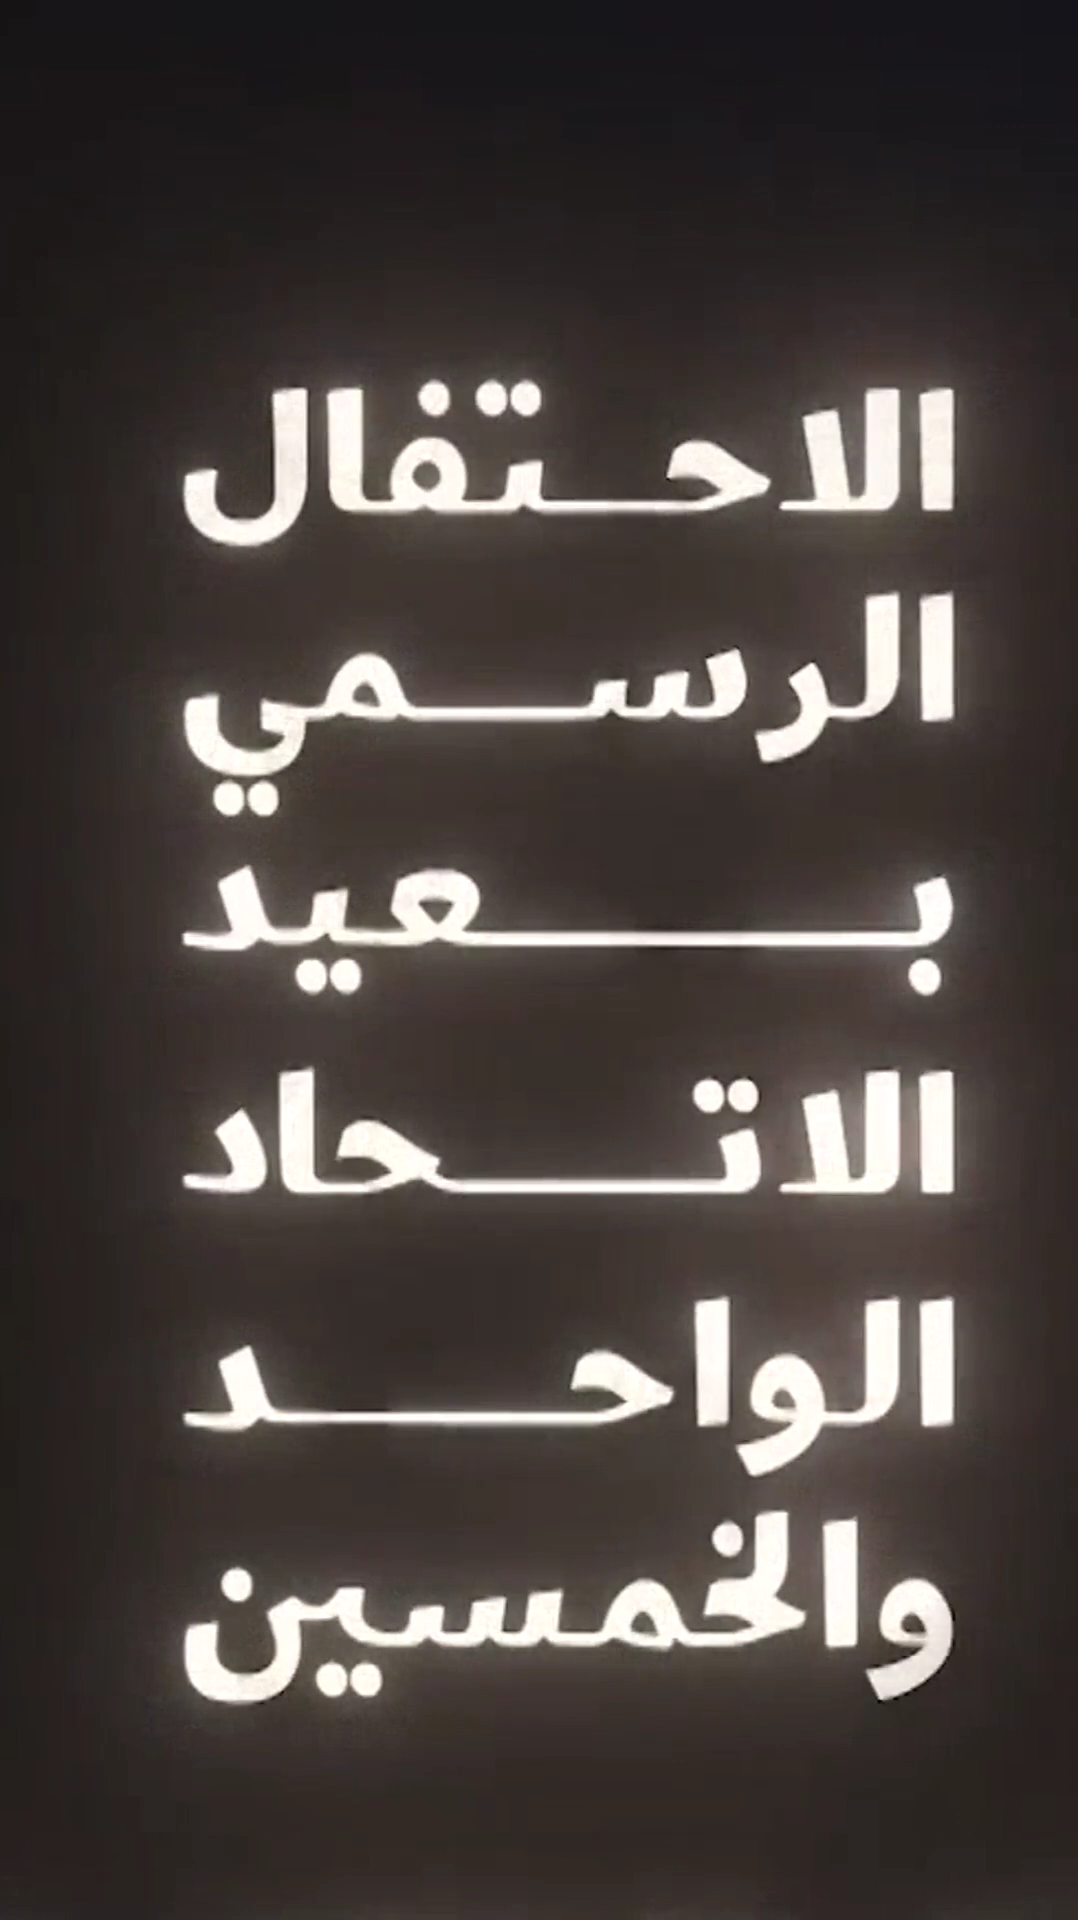 الاحتفال
الرسمي
بعيد
الاتحاد
الواحد
والخمسين